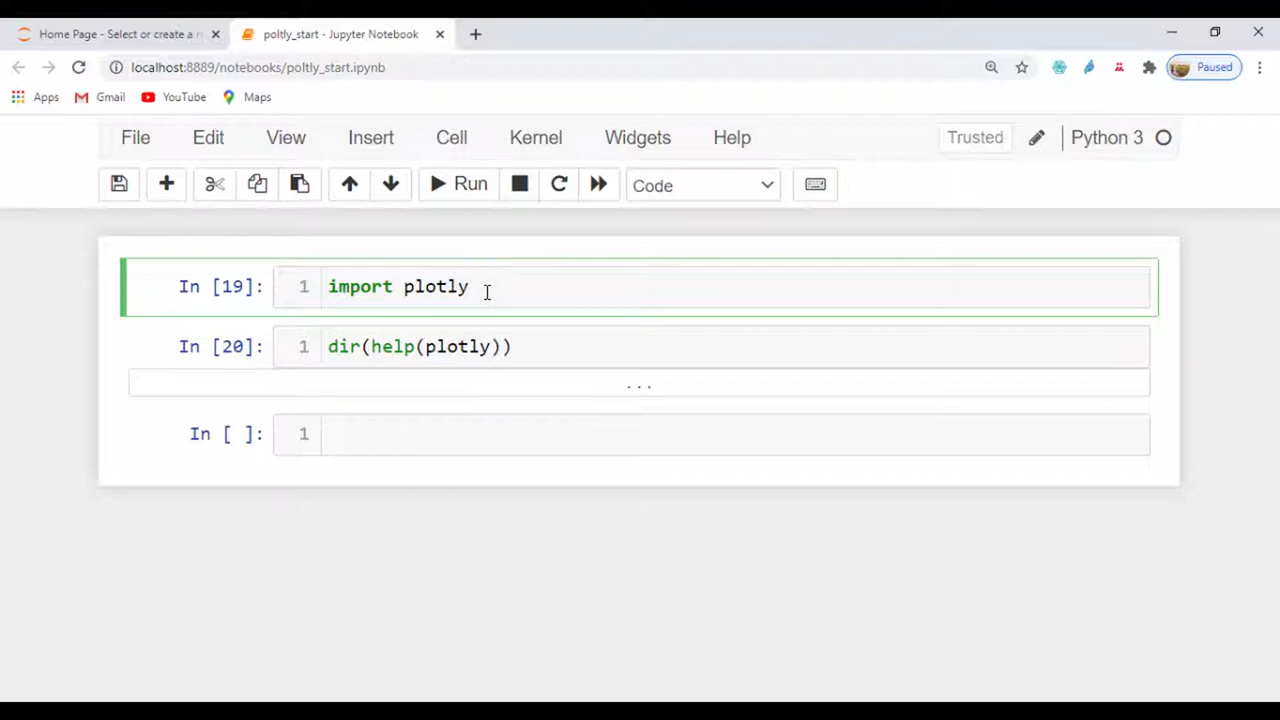 Home Page - Select or create a n
poltly_start - Jupyter Notebook
localhost:8889/notebooks/poltly_start.ipynb
Paused
Apps Gmail YouTube Maps
File Edit View Insert Cell Kernel Widgets Help Trusted Python 3
Run Code
In [19]: 1 import plotly
In [20]: 1 dir(help(plotly))
...
In [ ]: 1